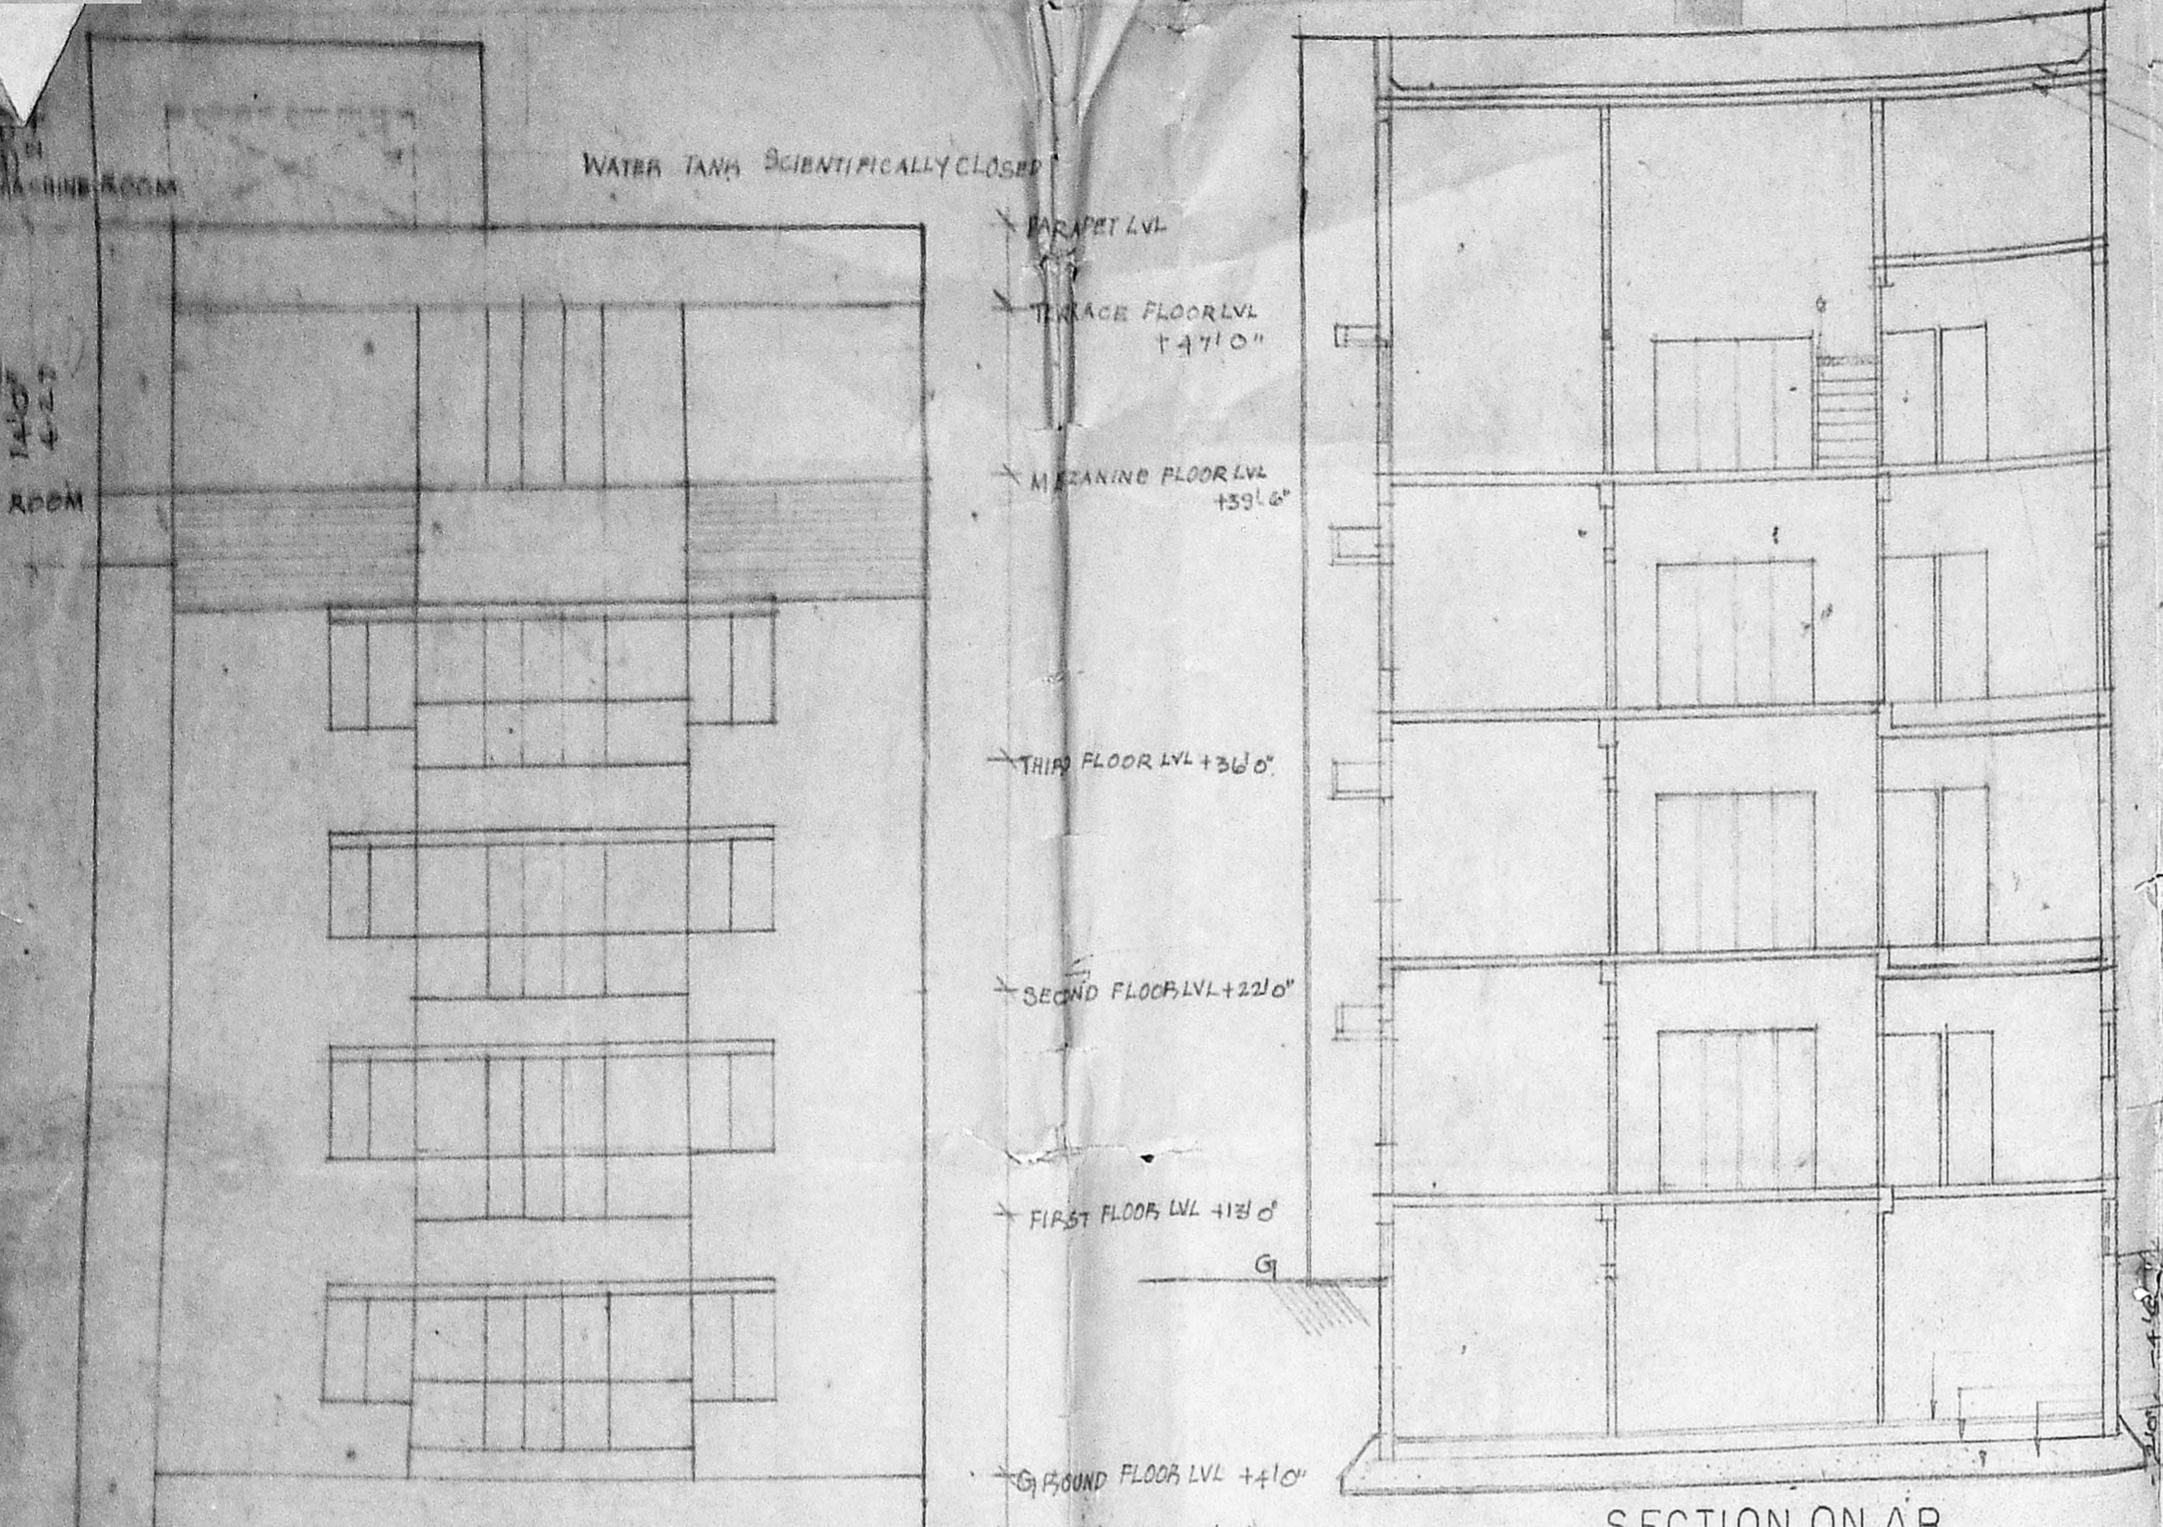 MACHINE ROOM
WATER TANK SCIENTIFICALLY CLOSED
PARAPET LVL
TERRACE FLOOR LVL
+47'0"
MEZANINE FLOOR LVL
+39'6"
ROOM
THIRD FLOOR LVL +36'0"
SECOND FLOOR LVL +22'0"
FIRST FLOOR LVL +13'0"
G
GROUND FLOOR LVL +4'0"
SECTION ON AB